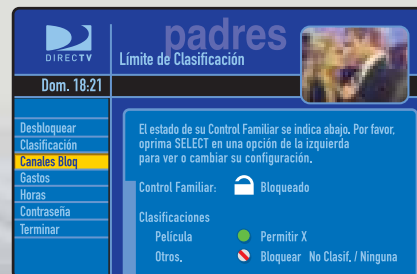 DIRECTV
padres
Límite de Clasificación
Dom. 18:21
Desbloquear
Clasificación
Canales Bloq
Gastos
Horas
Contraseña
Terminar
El estado de su Control Familiar se indica abajo. Por favor,
oprima SELECT en una opción de la izquierda
para ver o cambiar su configuración.
Control Familiar: Bloqueado
Clasificaciones
Película Permitir X
Otros. Bloquear No Clasif. / Ninguna